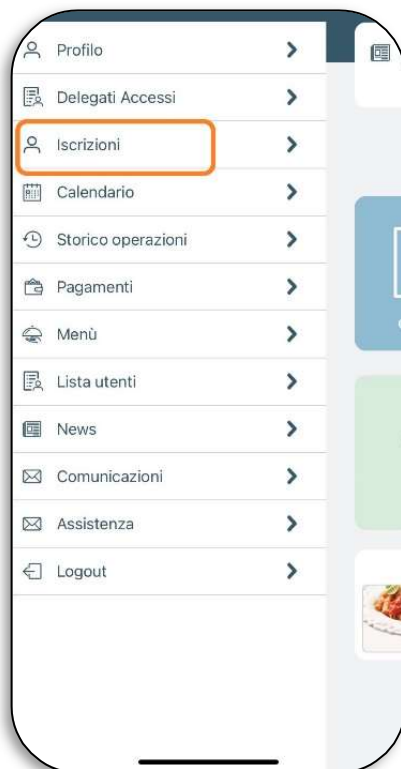 Profilo
Delegati Accessi
Iscrizioni
Calendario
Storico operazioni
Pagamenti
Menù
Lista utenti
News
Comunicazioni
Assistenza
Logout